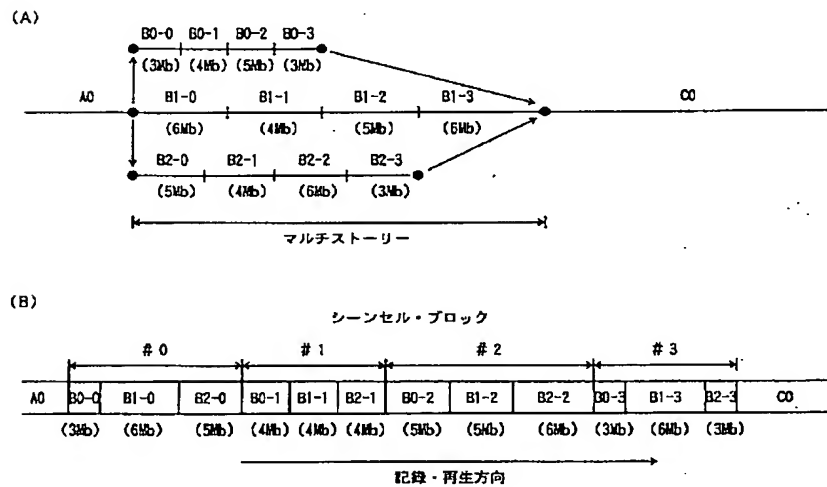 (A)
B0-0 B0-1 B0-2 B0-3
(3Mb) (4Mb) (5Mb) (3Mb)
A0 B1-0 B1-1 B1-2 B1-3 C0
(6Mb) (4Mb) (5Mb) (6Mb)
B2-0 B2-1 B2-2 B2-3
(5Mb) (4Mb) (6Mb) (3Mb)
マルチストーリー
(B)
シーンセル・ブロック
#0 #1 #2 #3
A0 B0-0 B1-0 B2-0 B0-1 B1-1 B2-1 B0-2 B1-2 B2-2 B0-3 B1-3 B2-3 C0
(3Mb) (6Mb) (5Mb) (4Mb) (4Mb) (4Mb) (5Mb) (5Mb) (6Mb) (3Mb) (6Mb) (3Mb)
記録・再生方向